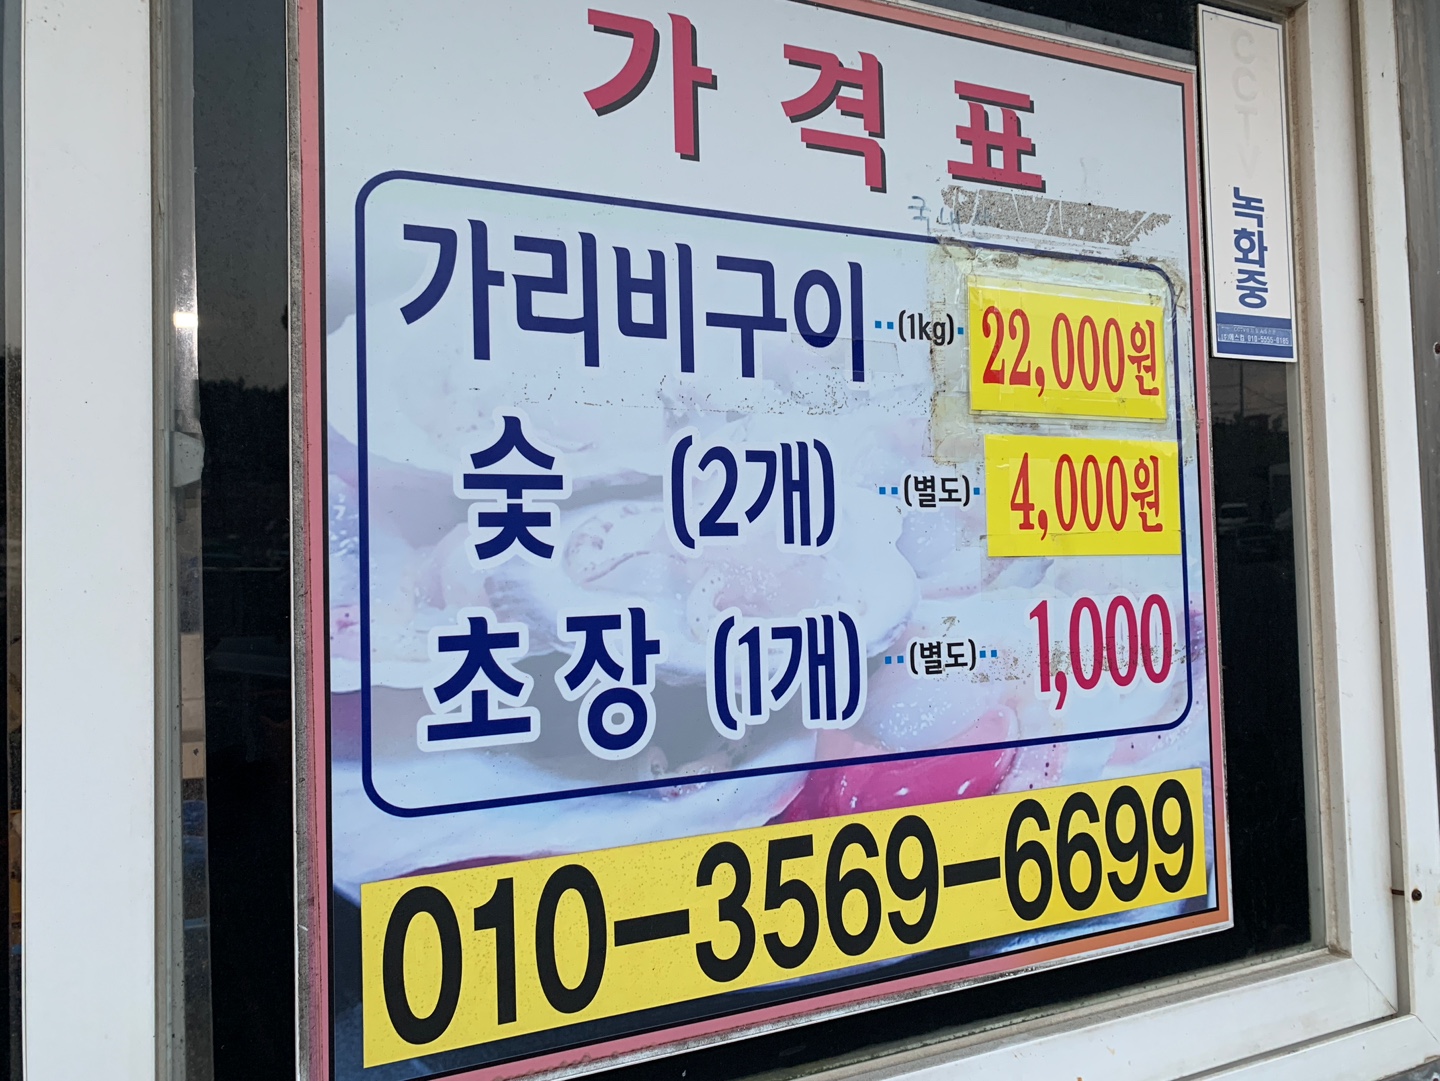 가격표
가리비구이 (1kg) 22,000원
숯 (2개) (별도) 4,000원
초장 (1개) (별도) 1,000
010-3569-6699
CCTV 녹화중